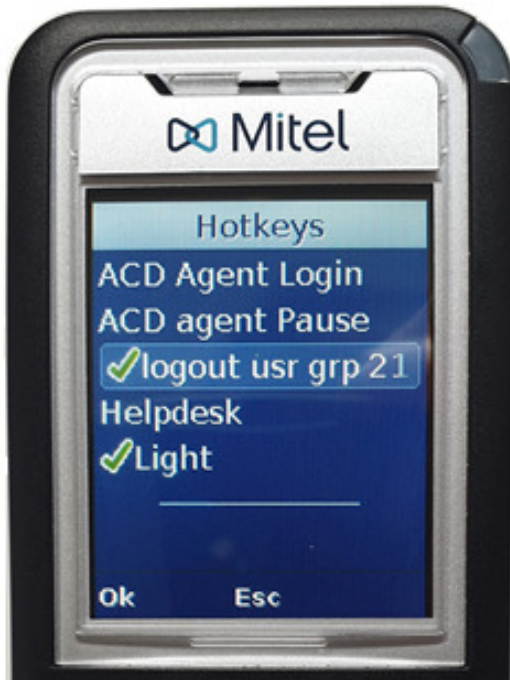 Mitel
Hotkeys
ACD Agent Login
ACD agent Pause
logout usr grp 21
Helpdesk
Light
Ok Esc